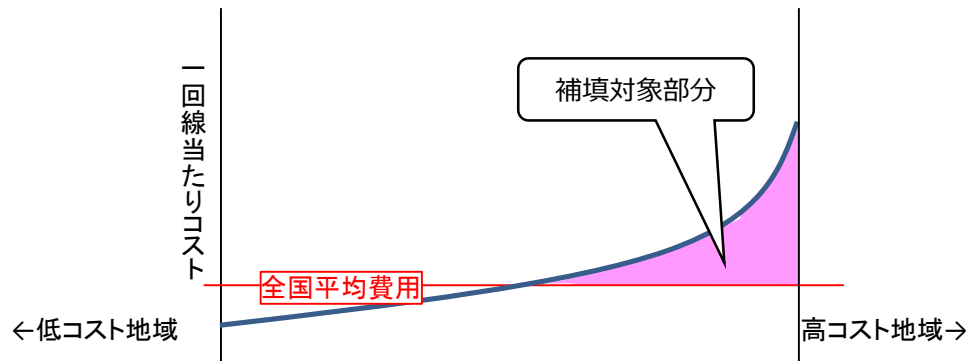 一回線当たりコスト
補填対象部分
全国平均費用
←低コスト地域
高コスト地域→